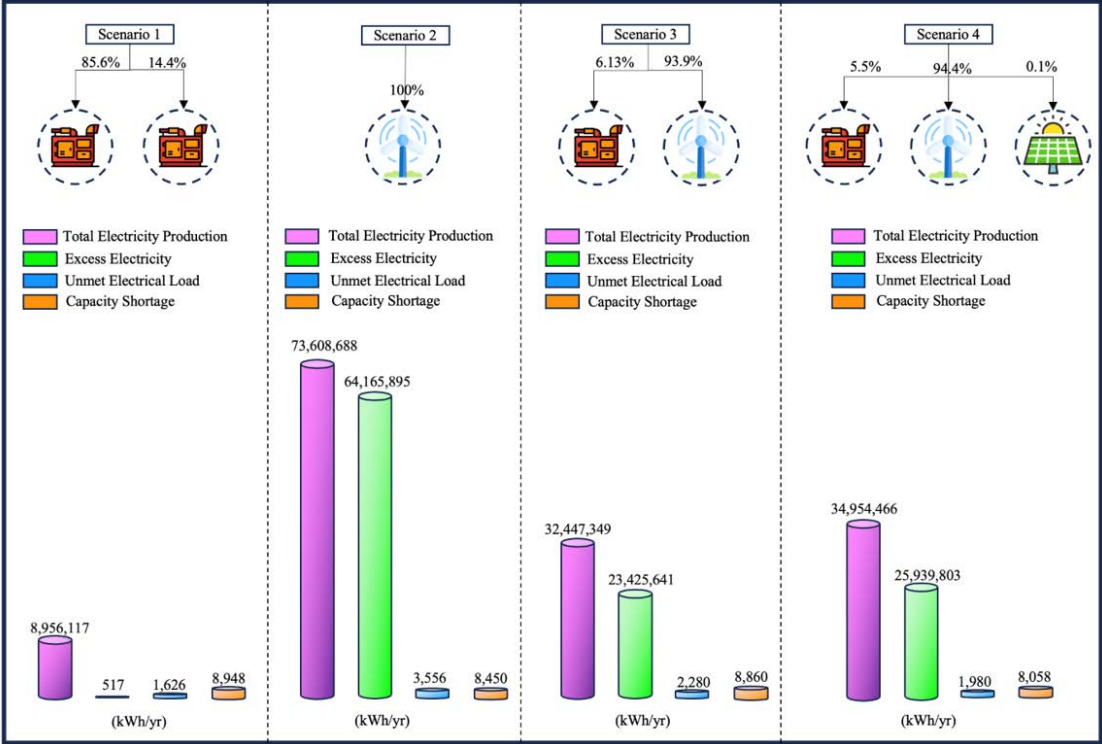 Scenario 1
85.6% 14.4%
Total Electricity Production
Excess Electricity
Unmet Electrical Load
Capacity Shortage
8,956,117
517
1,626
8,948
(kWh/yr)
Scenario 2
100%
Total Electricity Production
Excess Electricity
Unmet Electrical Load
Capacity Shortage
73,608,688
64,165,895
3,556
8,450
(kWh/yr)
Scenario 3
6.13% 93.9%
Total Electricity Production
Excess Electricity
Unmet Electrical Load
Capacity Shortage
32,447,349
23,425,641
2,280
8,860
(kWh/yr)
Scenario 4
5.5% 94.4% 0.1%
Total Electricity Production
Excess Electricity
Unmet Electrical Load
Capacity Shortage
34,954,466
25,939,803
1,980
8,058
(kWh/yr)